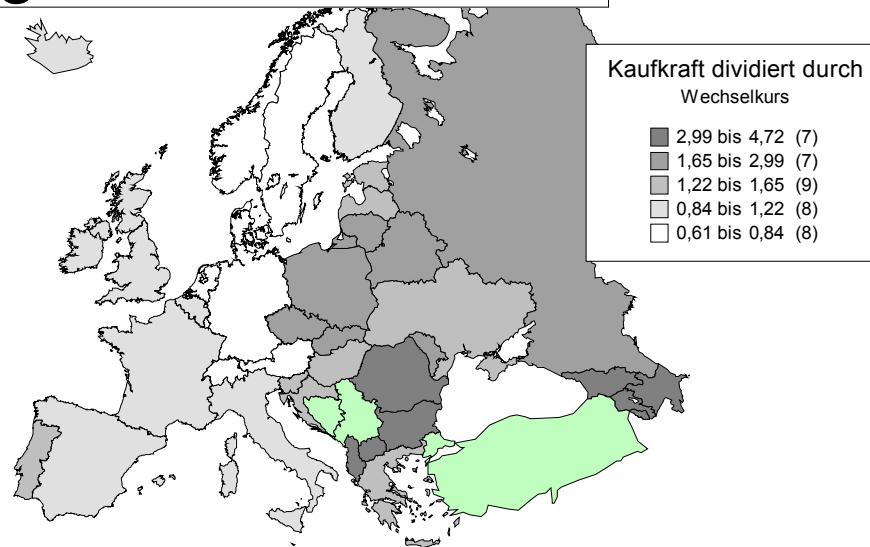 Kaufkraft dividiert durch
Wechselkurs
2,99 bis 4,72 (7)
1,65 bis 2,99 (7)
1,22 bis 1,65 (9)
0,84 bis 1,22 (8)
0,61 bis 0,84 (8)